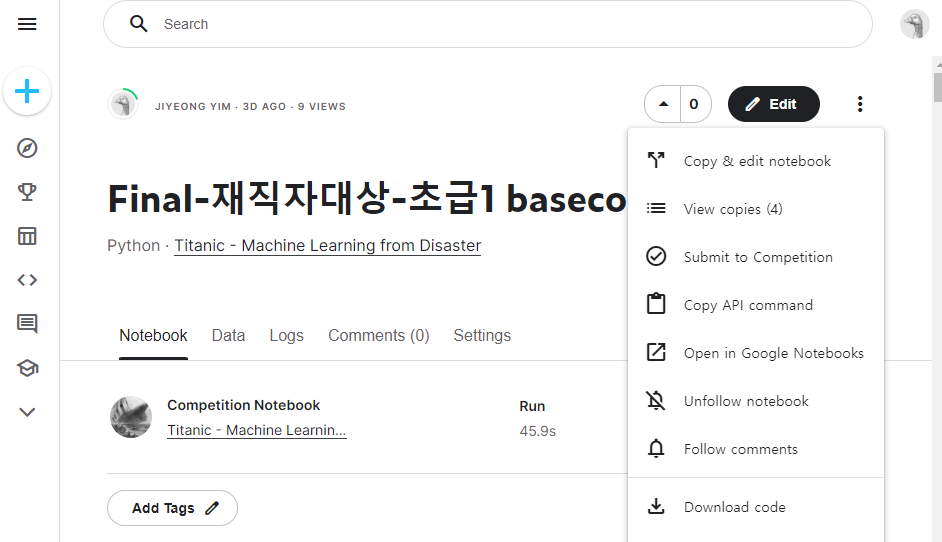 Search
JIYEONG YIM · 3D AGO · 9 VIEWS
0
Edit
Final-재직자대상-초급1 baseco
Python · Titanic - Machine Learning from Disaster
Notebook Data Logs Comments (0) Settings
Competition Notebook
Titanic - Machine Learnin...
Run
45.9s
Add Tags
Copy & edit notebook
View copies (4)
Submit to Competition
Copy API command
Open in Google Notebooks
Unfollow notebook
Follow comments
Download code